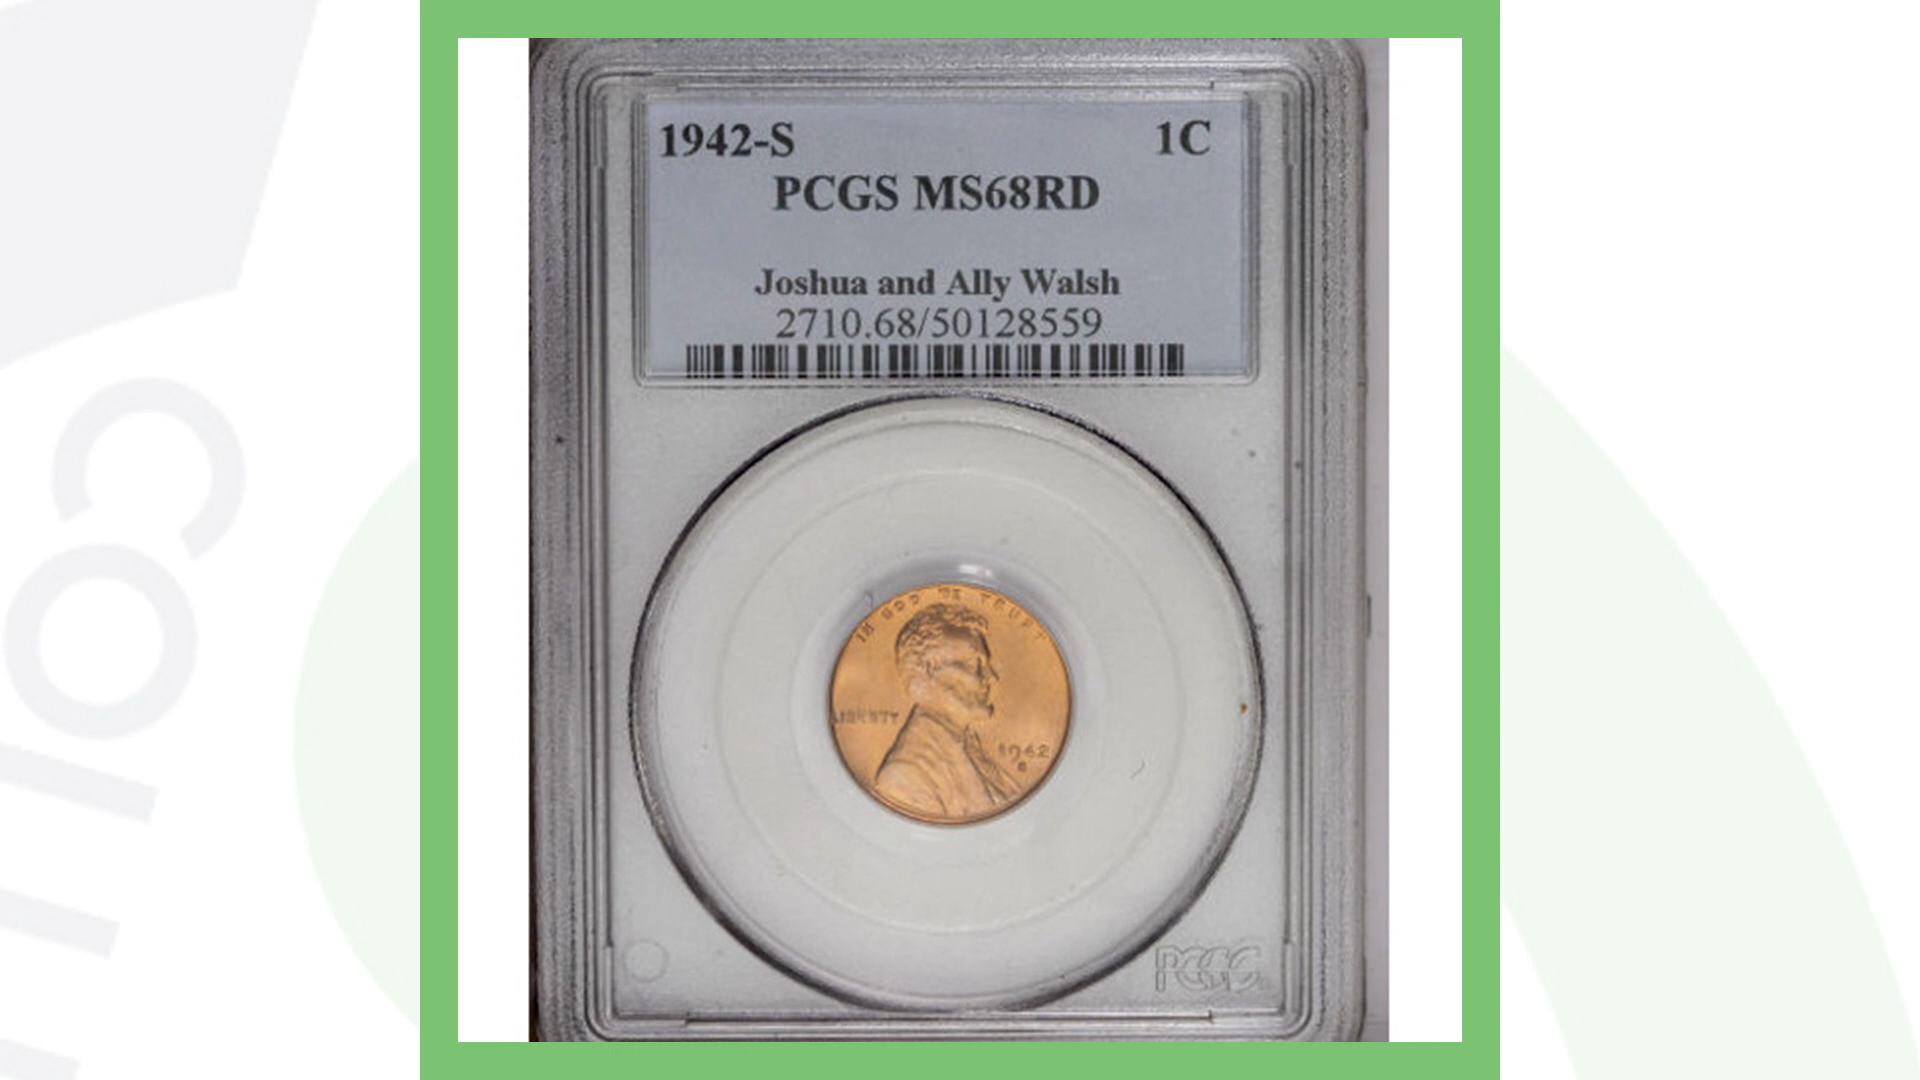 1942-S 1C
PCGS MS68RD
Joshua and Ally Walsh
2710.68/50128559
IN GOD WE TRUST
LIBERTY
1942
S
PCGS